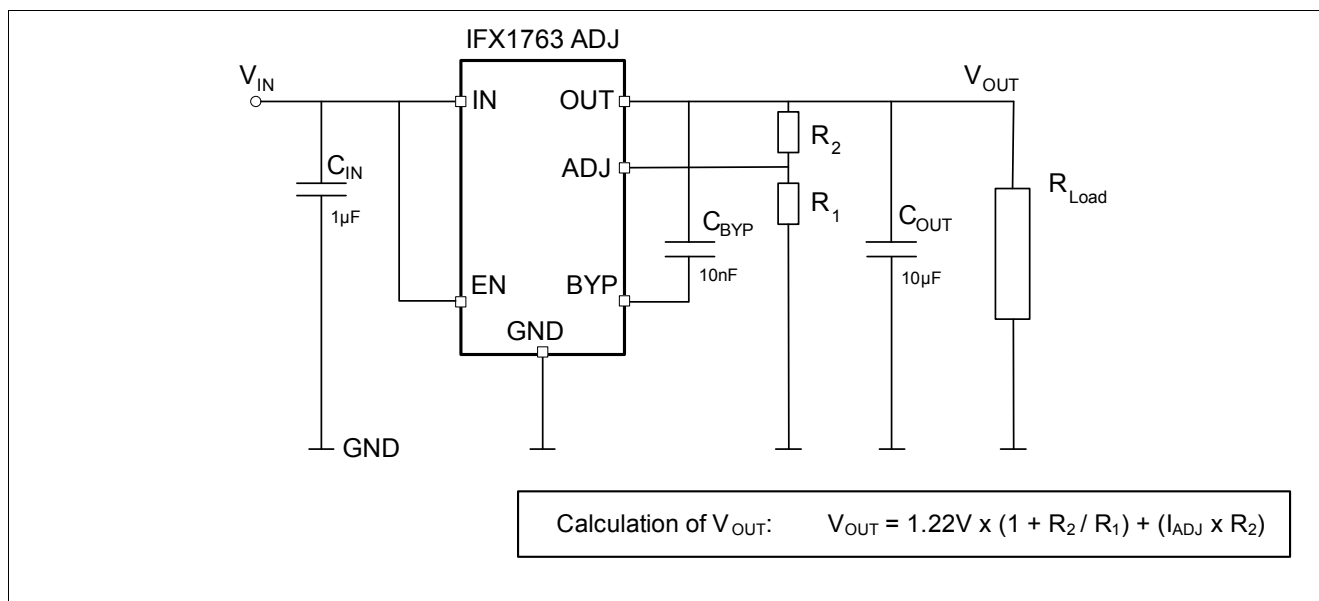 IFX1763 ADJ
V_IN
V_OUT
IN
OUT
R_2
ADJ
C_IN
1µF
R_1
R_Load
C_BYP
10nF
C_OUT
10µF
EN
BYP
GND
GND
Calculation of V_OUT: V_OUT = 1.22V x (1 + R_2 / R_1) + (I_ADJ x R_2)